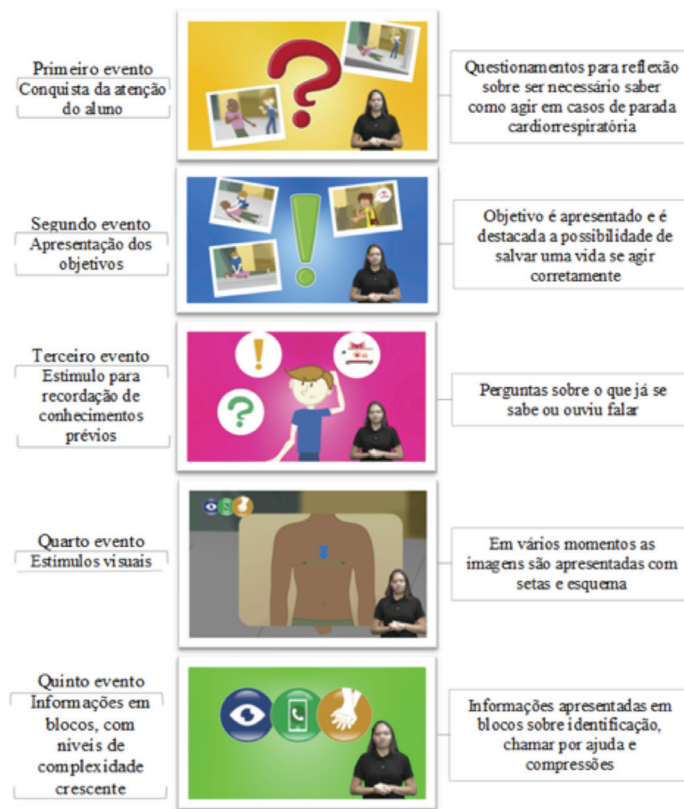 Primeiro evento
Conquista da atenção
do aluno
?
Questionamentos para reflexão
sobre ser necessário saber
como agir em casos de parada
cardiorrespiratória
Segundo evento
Apresentação dos
objetivos
!
Objetivo é apresentado e é
destacada a possibilidade de
salvar uma vida se agir
corretamente
Terceiro evento
Estimulo para
recordação de
conhecimentos
prévios
!
?
Perguntas sobre o que já se
sabe ou ouviu falar
Quarto evento
Estímulos visuais
Em vários momentos as
imagens são apresentadas com
setas e esquema
Quinto evento
Informações em
blocos, com
níveis de
complexidade
crescente
Informações apresentadas em
blocos sobre identificação,
chamar por ajuda e
compressões